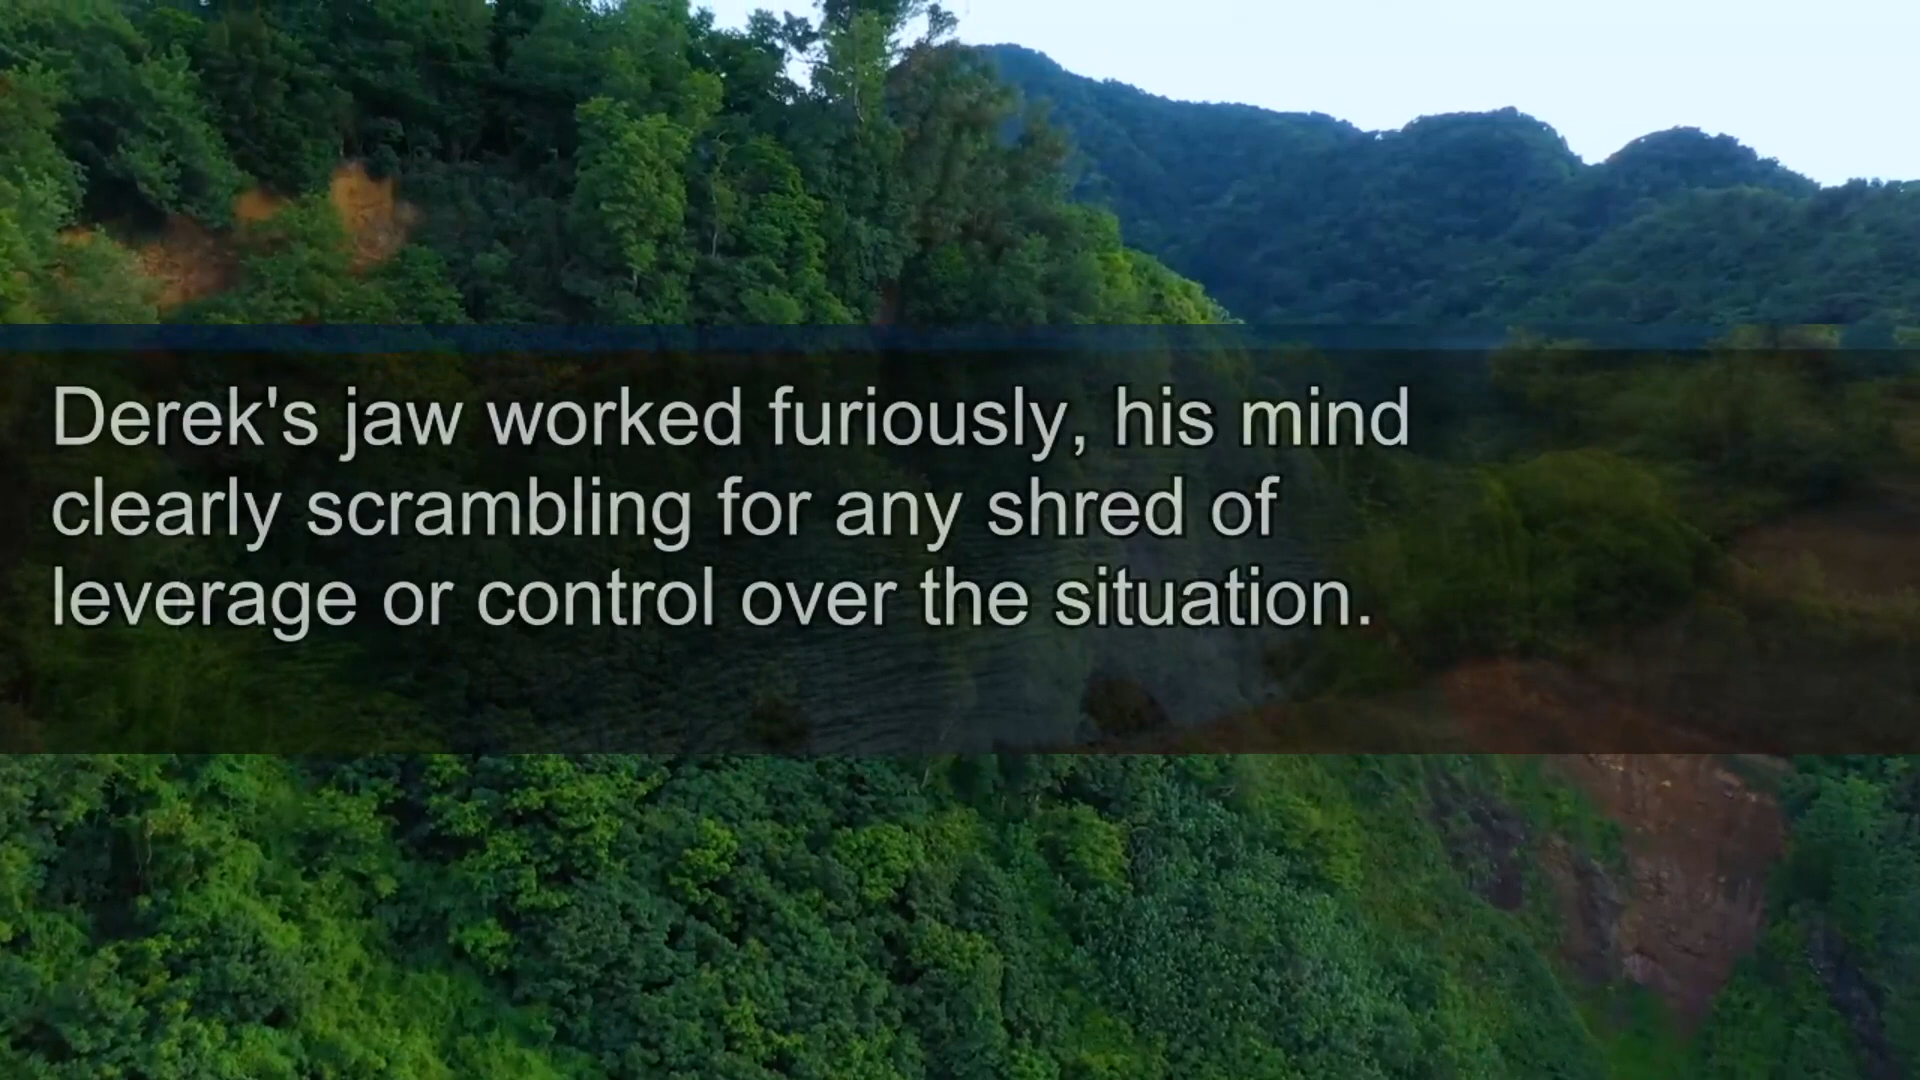 Derek's jaw worked furiously, his mind
clearly scrambling for any shred of
leverage or control over the situation.